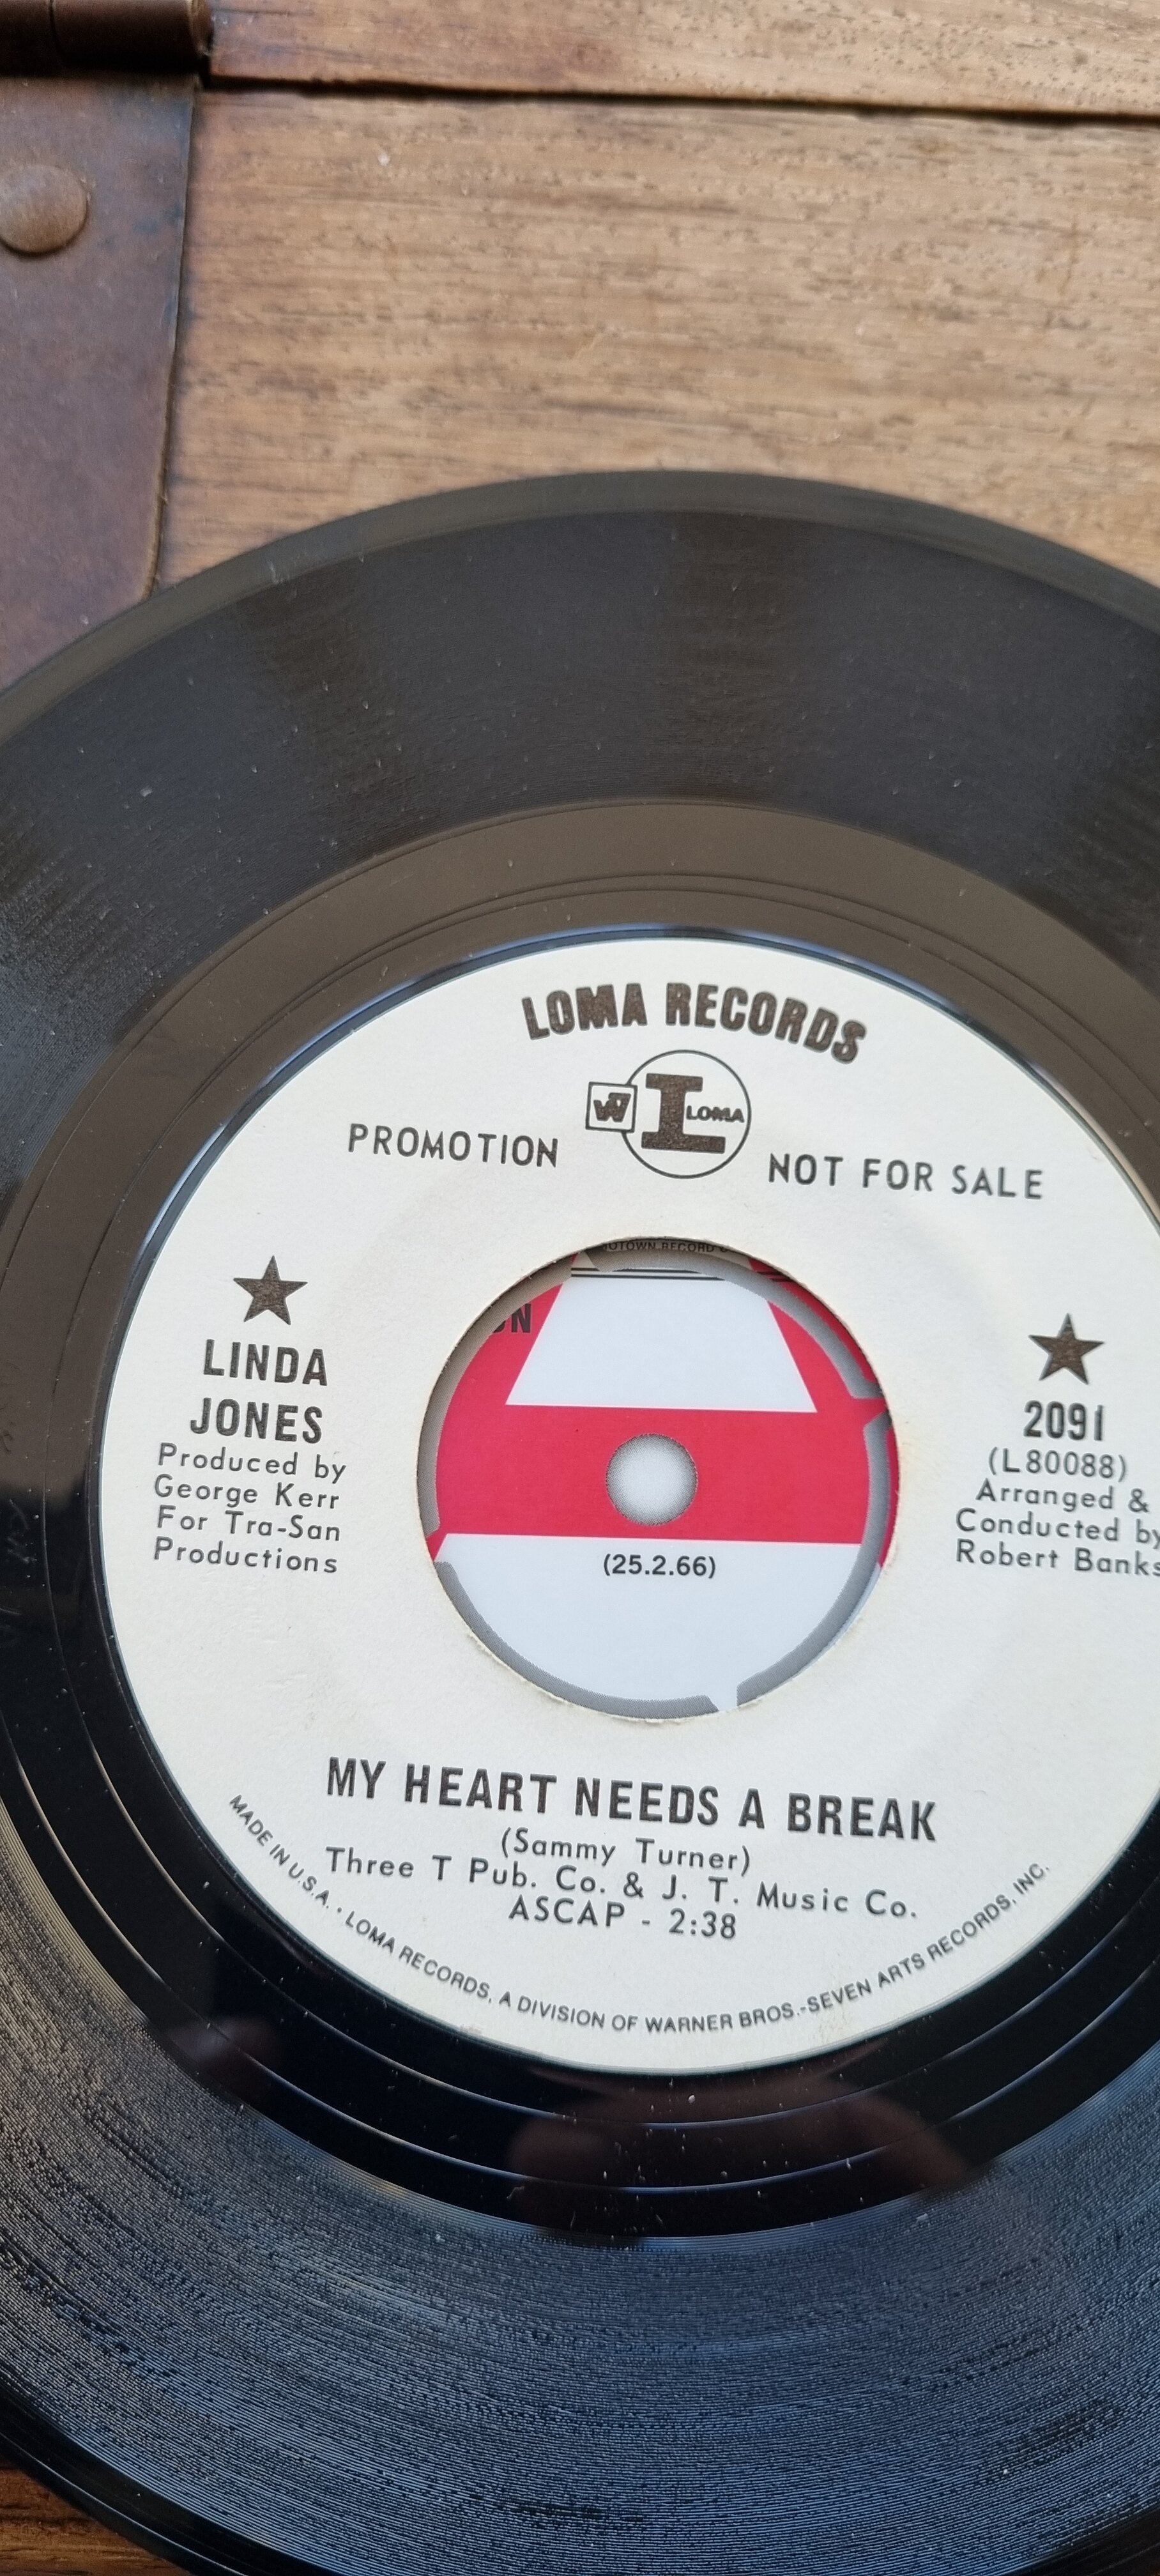 LOMA RECORDS
W LOMA
PROMOTION NOT FOR SALE
LINDA
JONES
Produced by
George Kerr
For Tra-San
Productions
2091
(L80088)
Arranged &
Conducted by
Robert Banks
RECORD
(25.2.66)
MY HEART NEEDS A BREAK
(Sammy Turner)
Three T Pub. Co. & J. T. Music Co.
ASCAP - 2:38
MADE IN U.S.A. • LOMA RECORDS, A DIVISION OF WARNER BROS.-SEVEN ARTS RECORDS, INC.